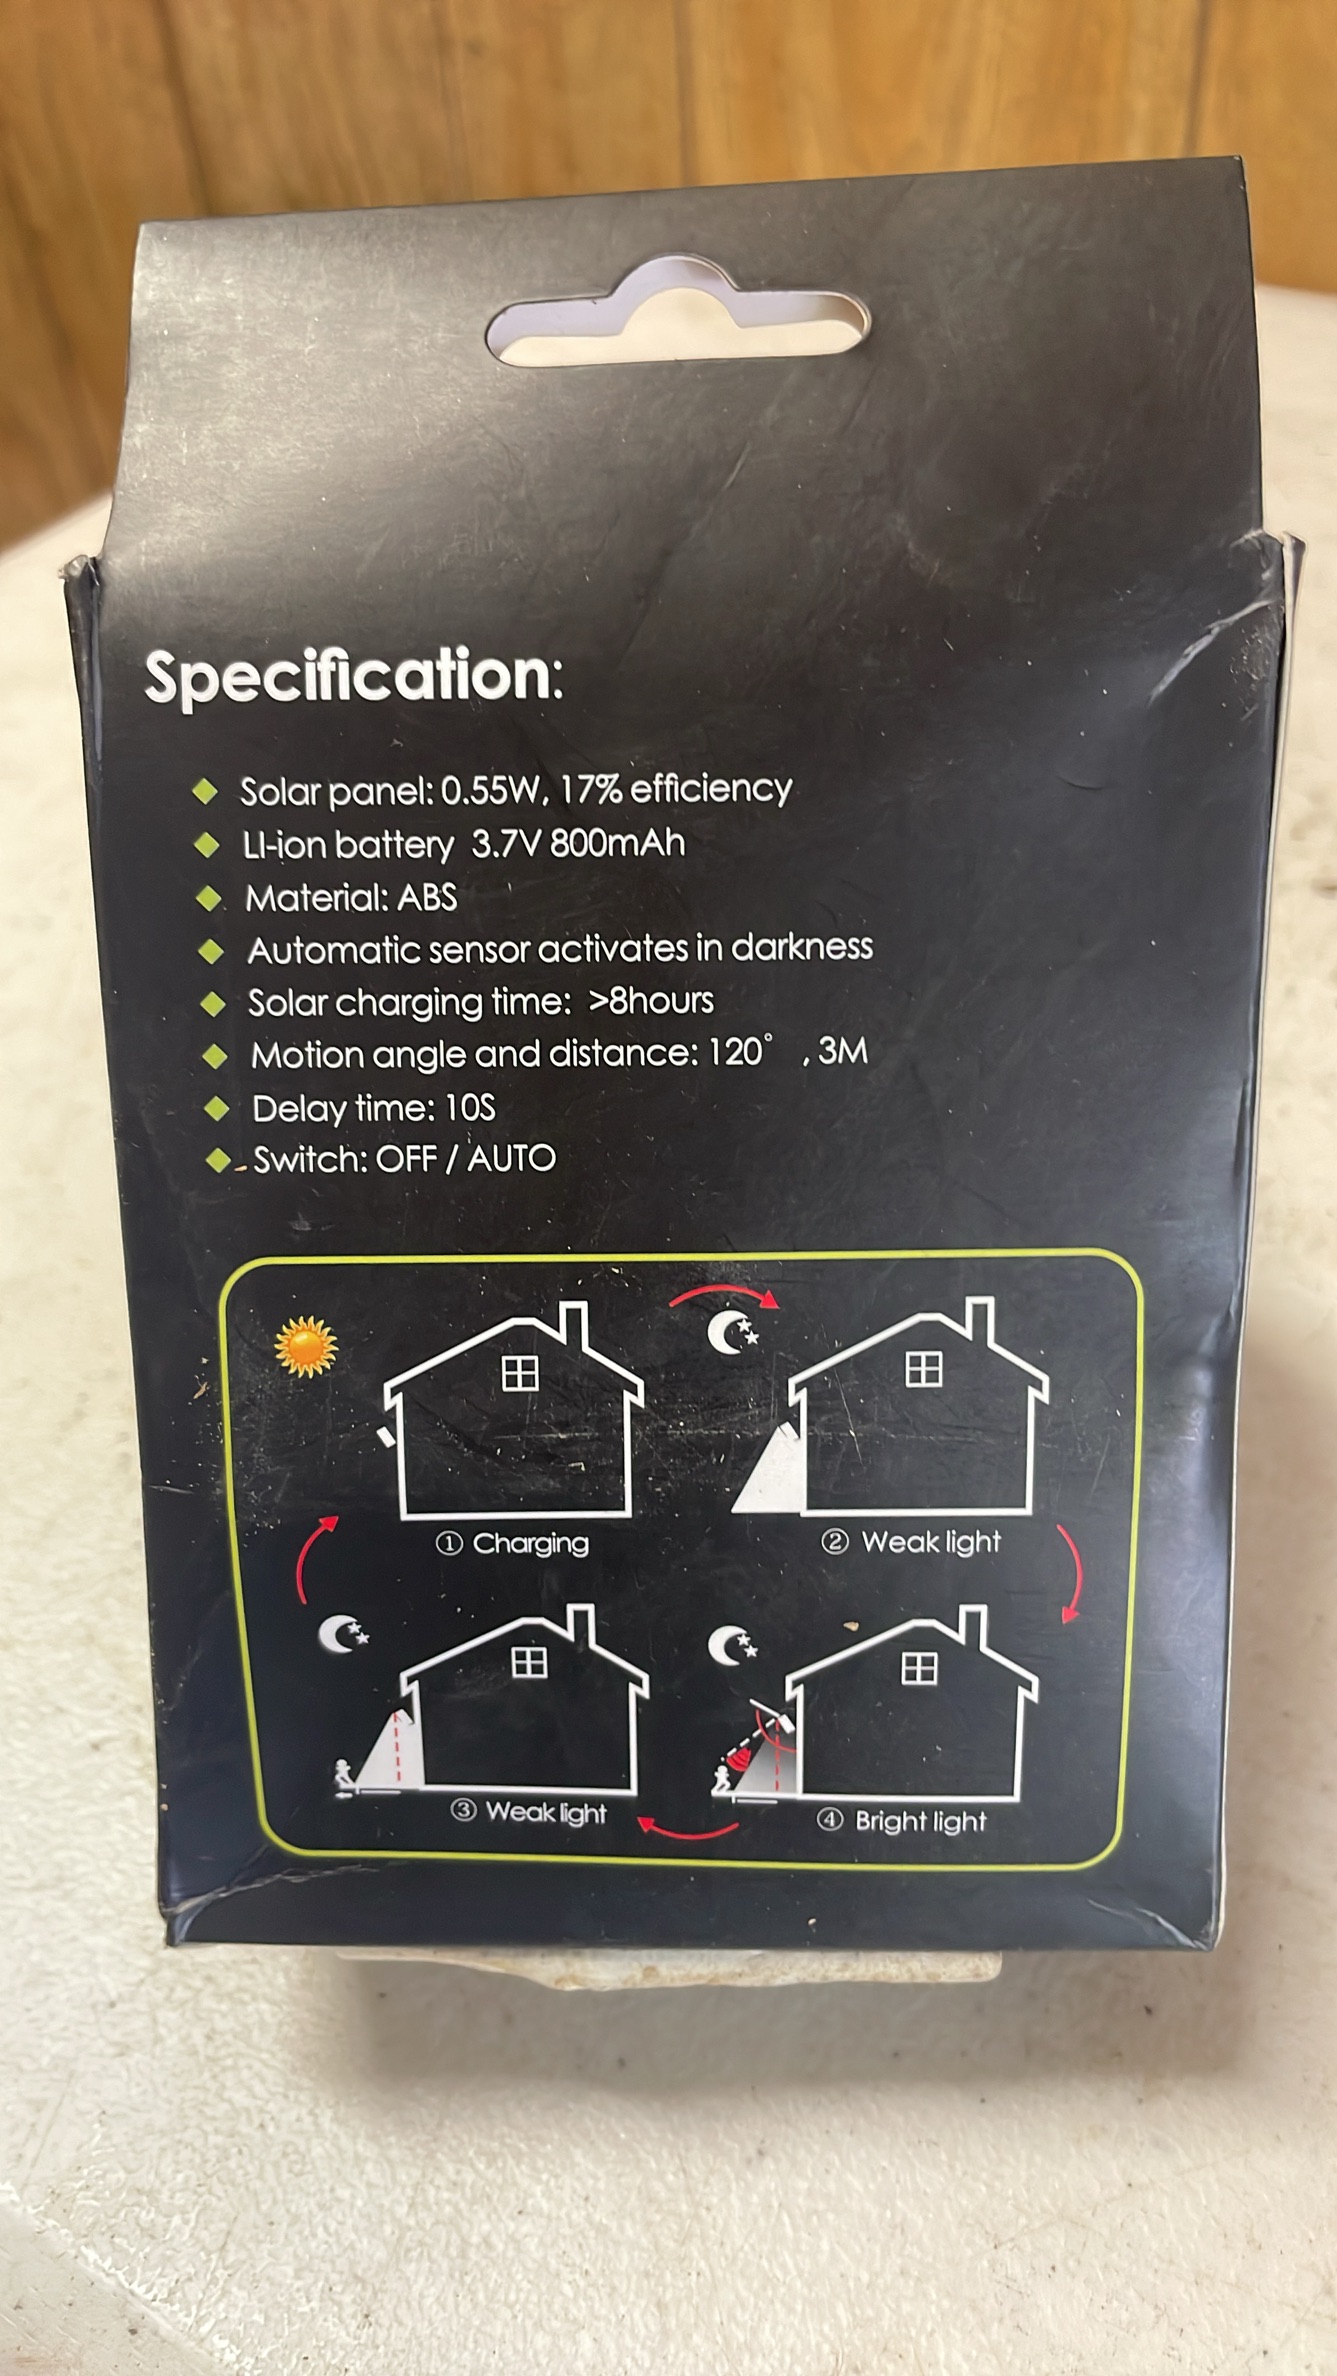 Specification:
Solar panel: 0.55W, 17% efficiency
LI-ion battery 3.7V 800mAh
Material: ABS
Automatic sensor activates in darkness
Solar charging time: >8hours
Motion angle and distance: 120° , 3M
Delay time: 10S
Switch: OFF / AUTO
① Charging
② Weak light
③ Weak light
④ Bright light